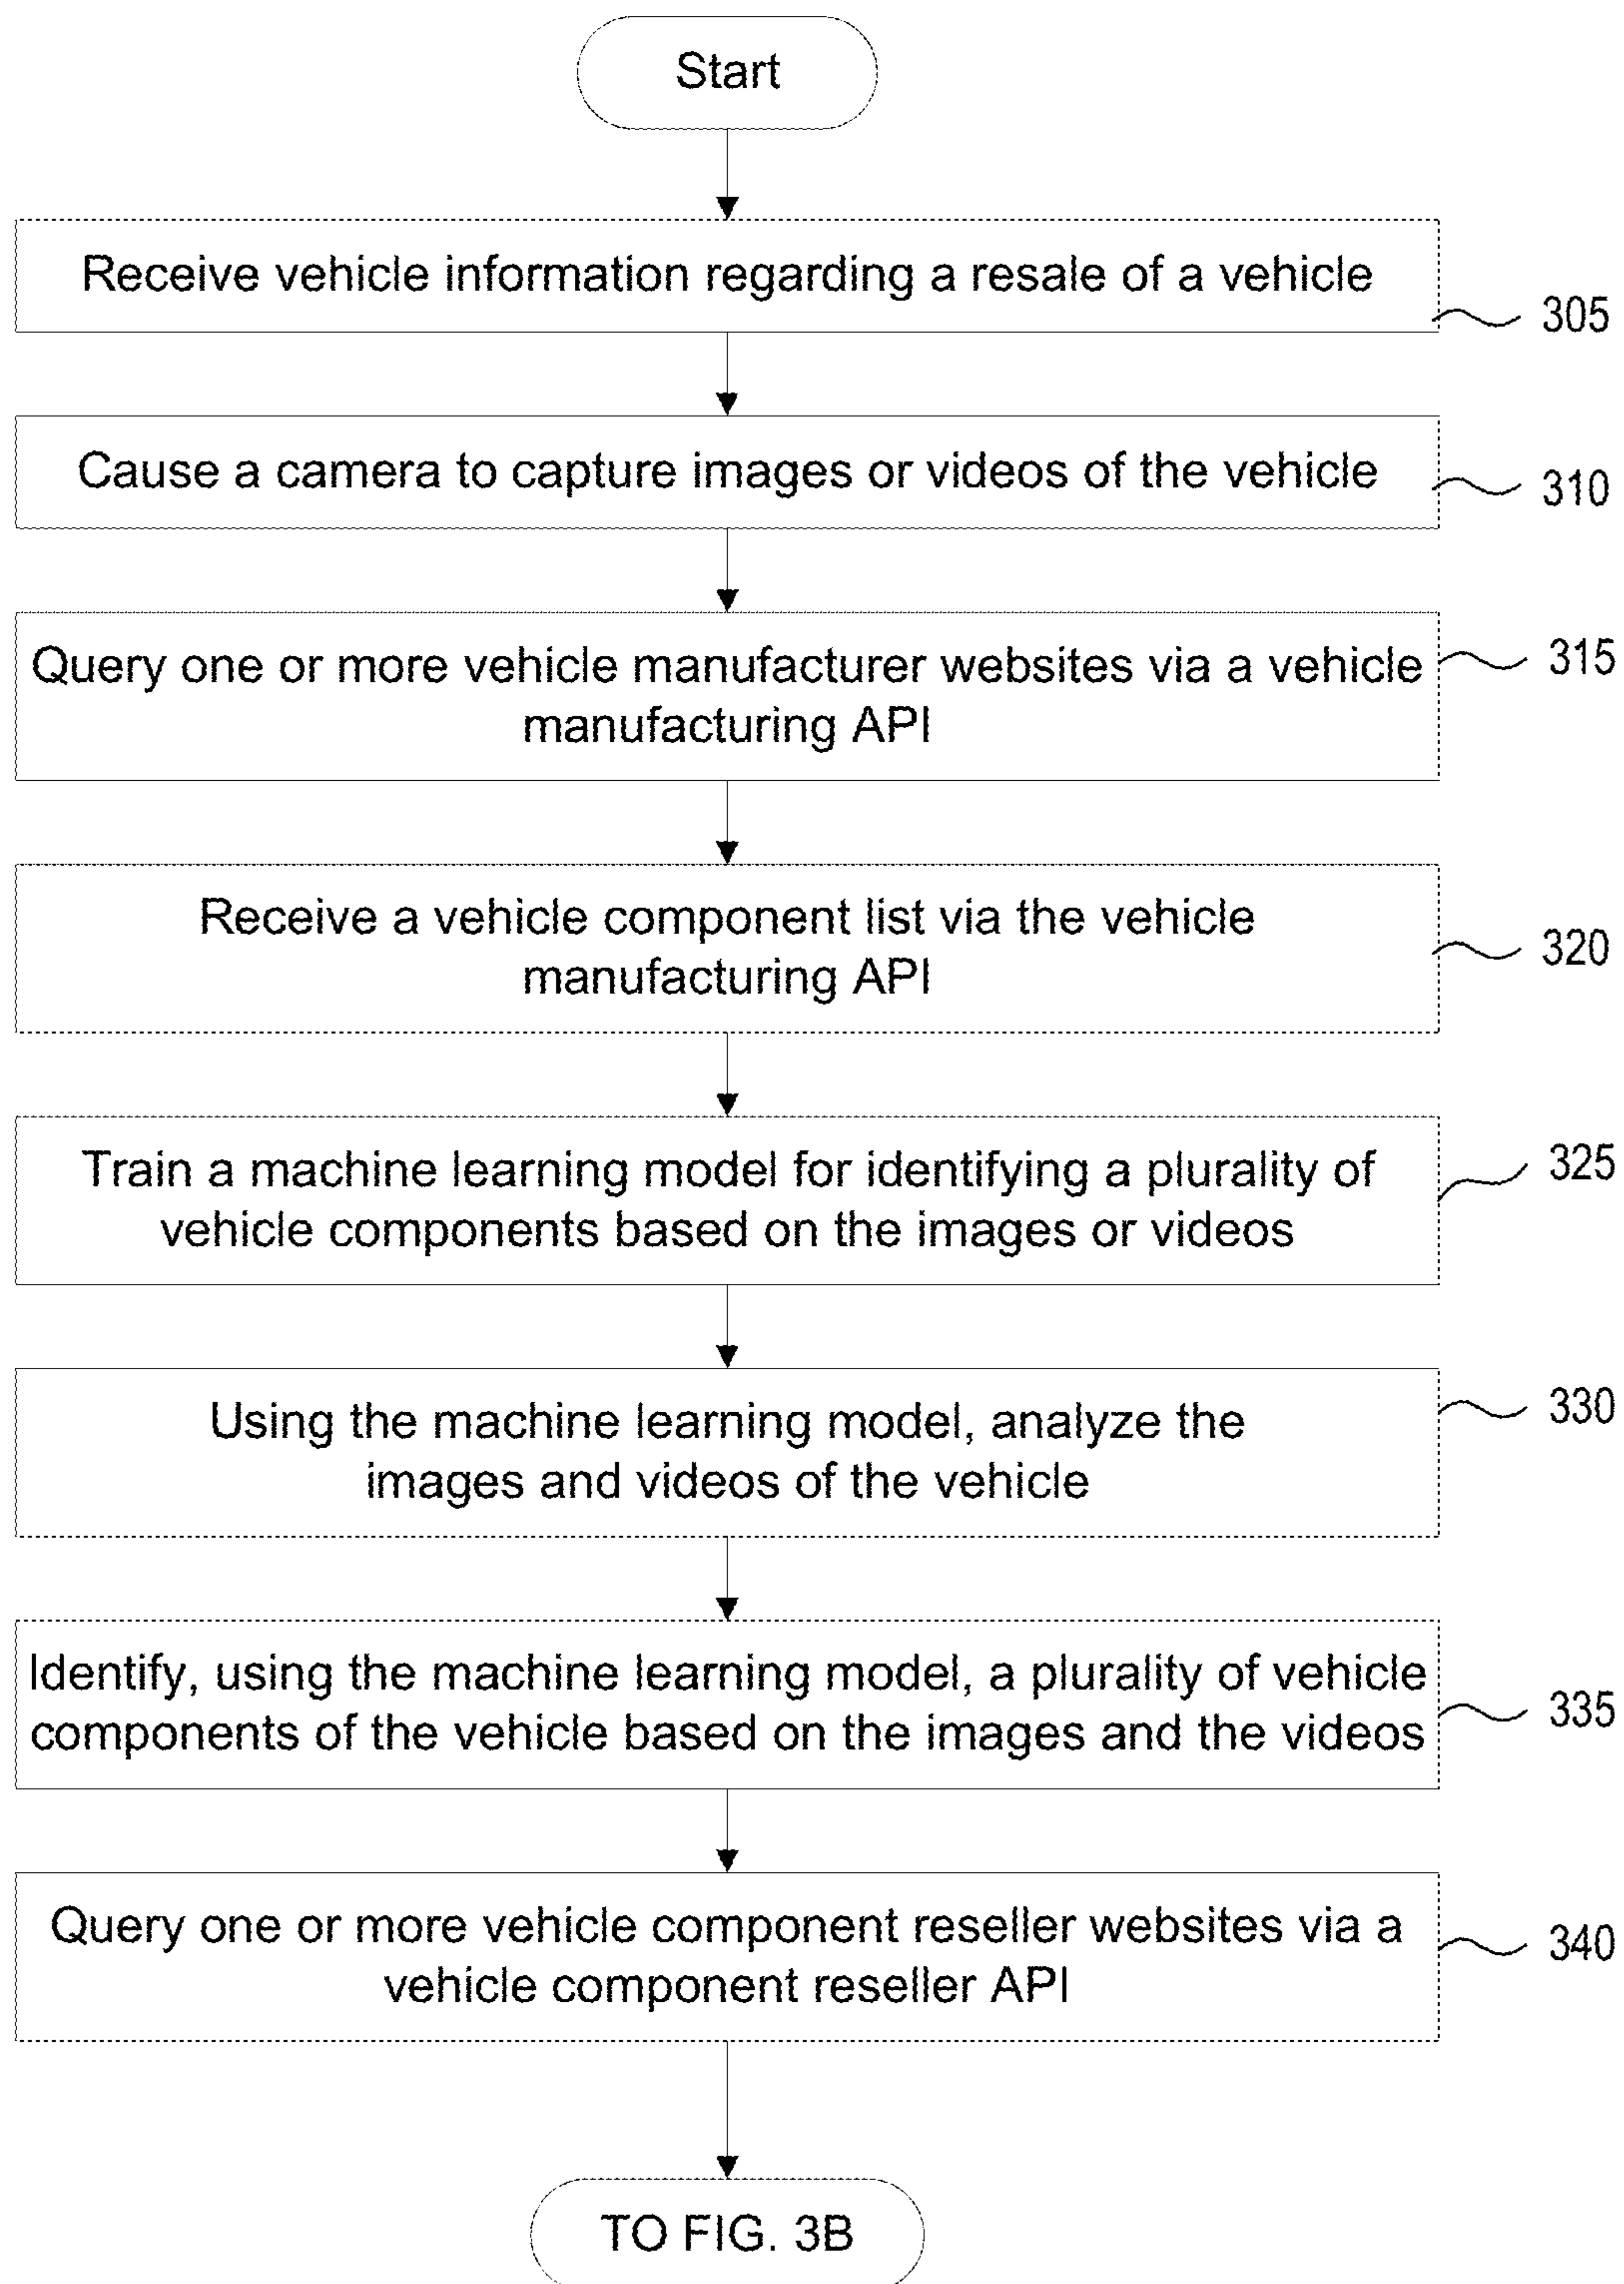 Start
Receive vehicle information regarding a resale of a vehicle
305
Cause a camera to capture images or videos of the vehicle
310
Query one or more vehicle manufacturer websites via a vehicle
manufacturing API
315
Receive a vehicle component list via the vehicle
manufacturing API
320
Train a machine learning model for identifying a plurality of
vehicle components based on the images or videos
325
Using the machine learning model, analyze the
images and videos of the vehicle
330
Identify, using the machine learning model, a plurality of vehicle
components of the vehicle based on the images and the videos
335
Query one or more vehicle component reseller websites via a
vehicle component reseller API
340
TO FIG. 3B